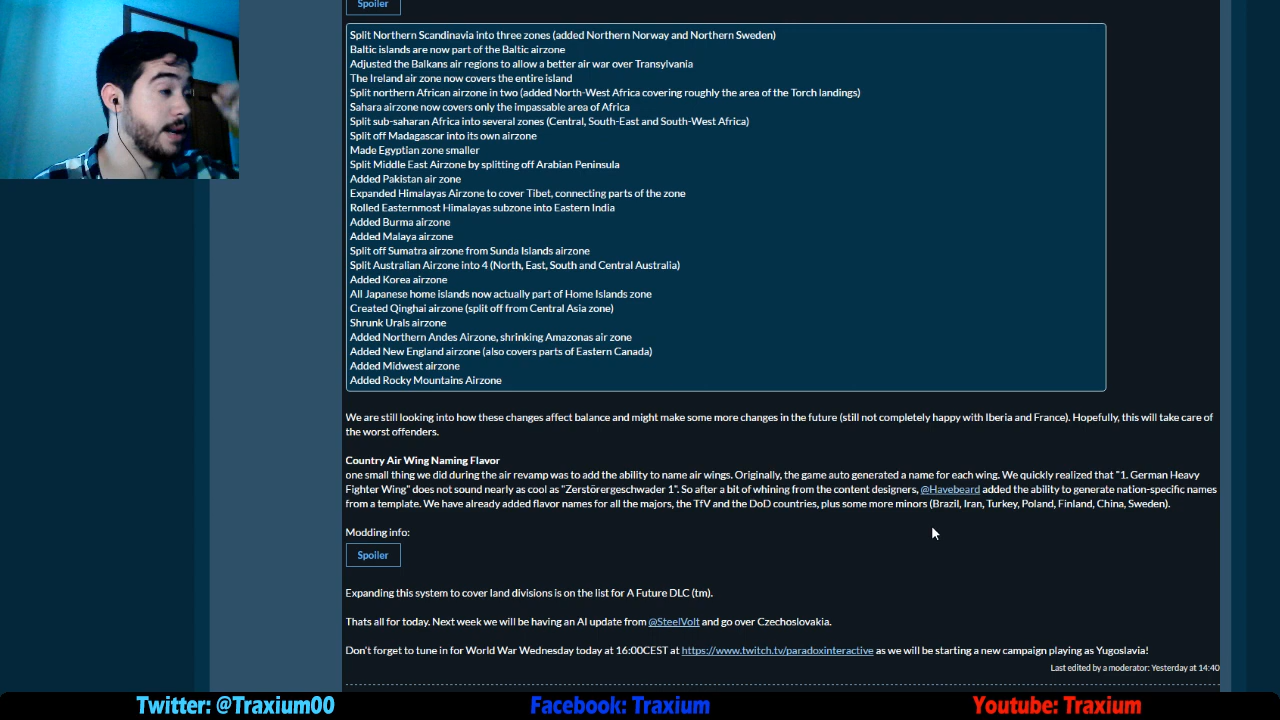 Spoiler
Split Northern Scandinavia into three zones (added Northern Norway and Northern Sweden)
Baltic islands are now part of the Baltic airzone
Adjusted the Balkans air regions to allow a better air war over Transylvania
The Ireland air zone now covers the entire island
Split northern African airzone in two (added North-West Africa covering roughly the area of the Torch landings)
Sahara airzone now covers only the impassable area of Africa
Split sub-saharan Africa into several zones (Central, South-East and South-West Africa)
Split off Madagascar into its own airzone
Made Egyptian zone smaller
Split Middle East Airzone by splitting off Arabian Peninsula
Added Pakistan air zone
Expanded Himalayas Airzone to cover Tibet, connecting parts of the zone
Rolled Easternmost Himalayas subzone into Eastern India
Added Burma airzone
Added Malaya airzone
Split off Sumatra airzone from Sunda Islands airzone
Split Australian Airzone into 4 (North, East, South and Central Australia)
Added Korea airzone
All Japanese home islands now actually part of Home Islands zone
Created Qinghai airzone (split off from Central Asia zone)
Shrunk Urals airzone
Added Northern Andes Airzone, shrinking Amazonas air zone
Added New England airzone (also covers parts of Eastern Canada)
Added Midwest airzone
Added Rocky Mountains Airzone
We are still looking into how these changes affect balance and might make some more changes in the future (still not completely happy with Iberia and France). Hopefully, this will take care of
the worst offenders.
Country Air Wing Naming Flavor
one small thing we did during the air revamp was to add the ability to name air wings. Originally, the game auto generated a name for each wing. We quickly realized that "1. German Heavy
Fighter Wing" does not sound nearly as cool as "Zerstörergeschwader 1". So after a bit of whining from the content designers, @Havebeard added the ability to generate nation-specific names
from a template. We have already added flavor names for all the majors, the TfV and the DoD countries, plus some more minors (Brazil, Iran, Turkey, Poland, Finland, China, Sweden).
Modding info:
Spoiler
Expanding this system to cover land divisions is on the list for A Future DLC (tm).
Thats all for today. Next week we will be having an AI update from @SteelVolt and go over Czechoslovakia.
Don't forget to tune in for World War Wednesday today at 16:00CEST at https://www.twitch.tv/paradoxinteractive as we will be starting a new campaign playing as Yugoslavia!
Last edited by a moderator: Yesterday at 14:40
Twitter: @Traxium00 Facebook: Traxium Youtube: Traxium